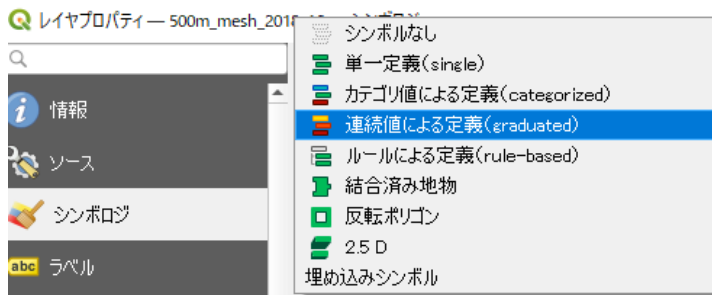 レイヤプロパティ — 500m_mesh_201
シンボルなし
単一定義(single)
カテゴリ値による定義(categorized)
連続値による定義(graduated)
ルールによる定義(rule-based)
結合済み地物
反転ポリゴン
2.5 D
埋め込みシンボル
情報
ソース
シンボロジ
abc ラベル